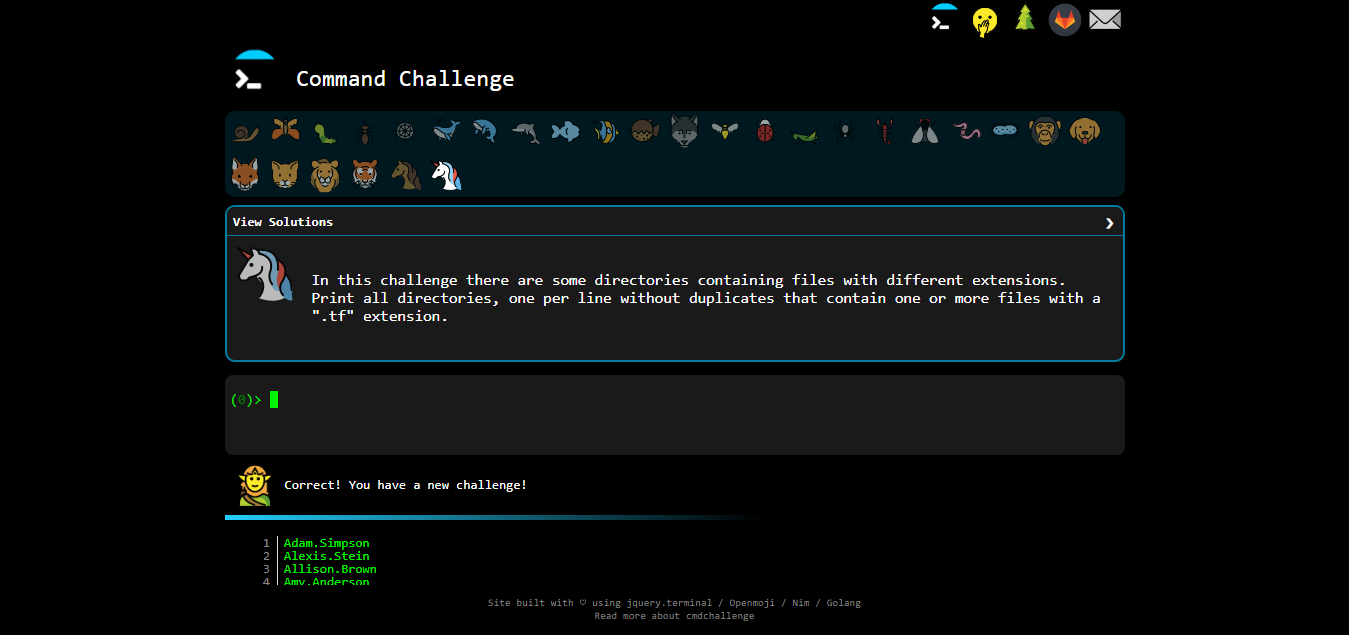 Command Challenge
View Solutions
In this challenge there are some directories containing files with different extensions.
Print all directories, one per line without duplicates that contain one or more files with a
".tf" extension.
(0)>
Correct! You have a new challenge!
1 Adam.Simpson
2 Alexis.Stein
3 Allison.Brown
4 Amy.Anderson
Site built with ♡ using jquery.terminal / Openmoji / Nim / Golang
Read more about cmdchallenge